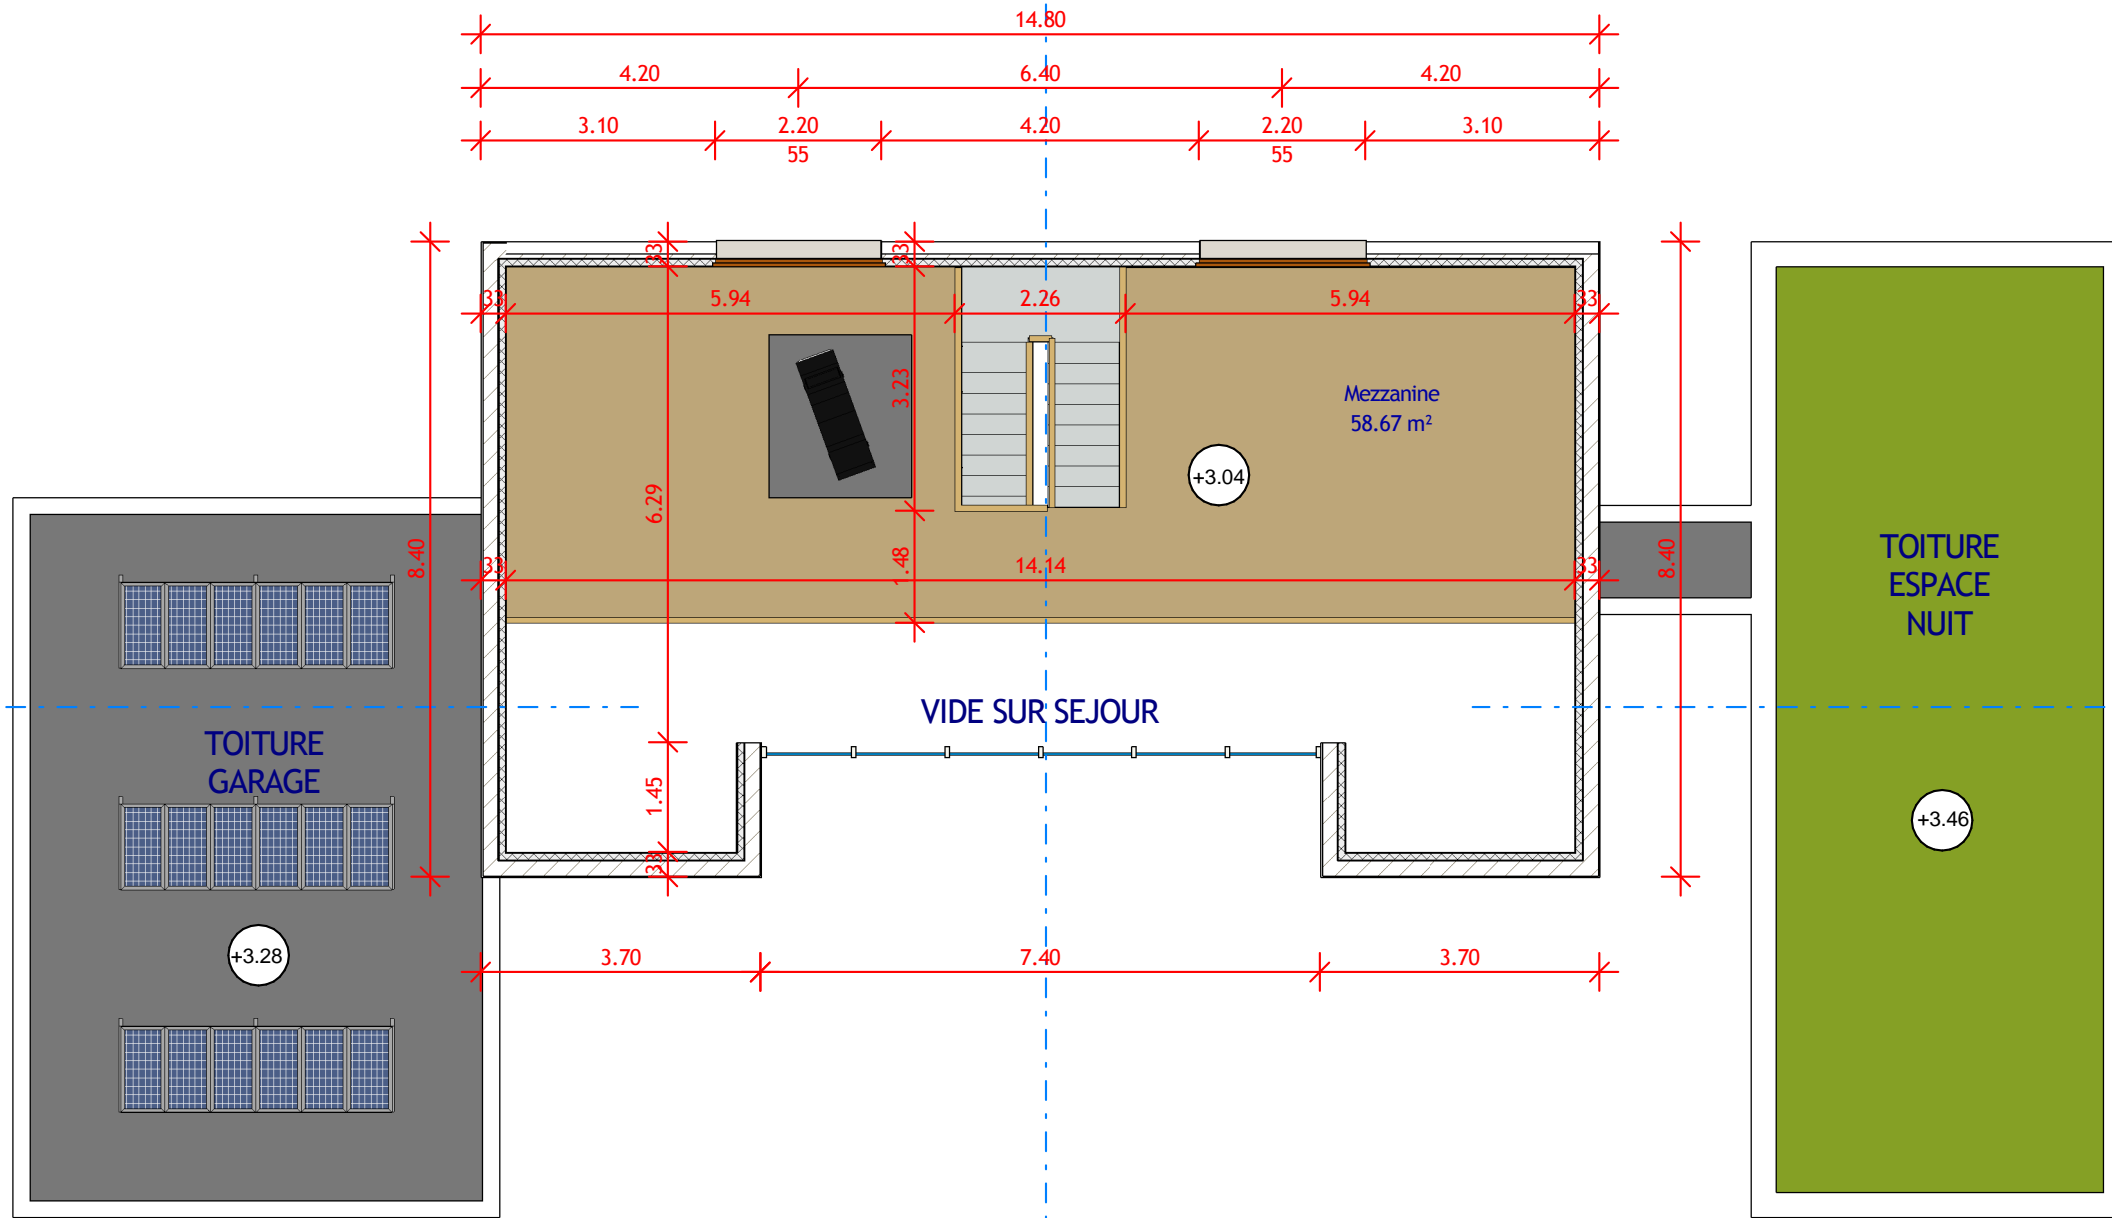 14.80
4.20 6.40 4.20
3.10 2.20 4.20 2.20 3.10
55 55
33 33
33 5.94 2.26 5.94 33
3.23
Mezzanine
58.67 m²
+3.04
6.29
8.40
1.48
33 14.14 33
8.40
TOITURE
ESPACE
NUIT
VIDE SUR SEJOUR
TOITURE
GARAGE
1.45
+3.46
33
+3.28
3.70 7.40 3.70